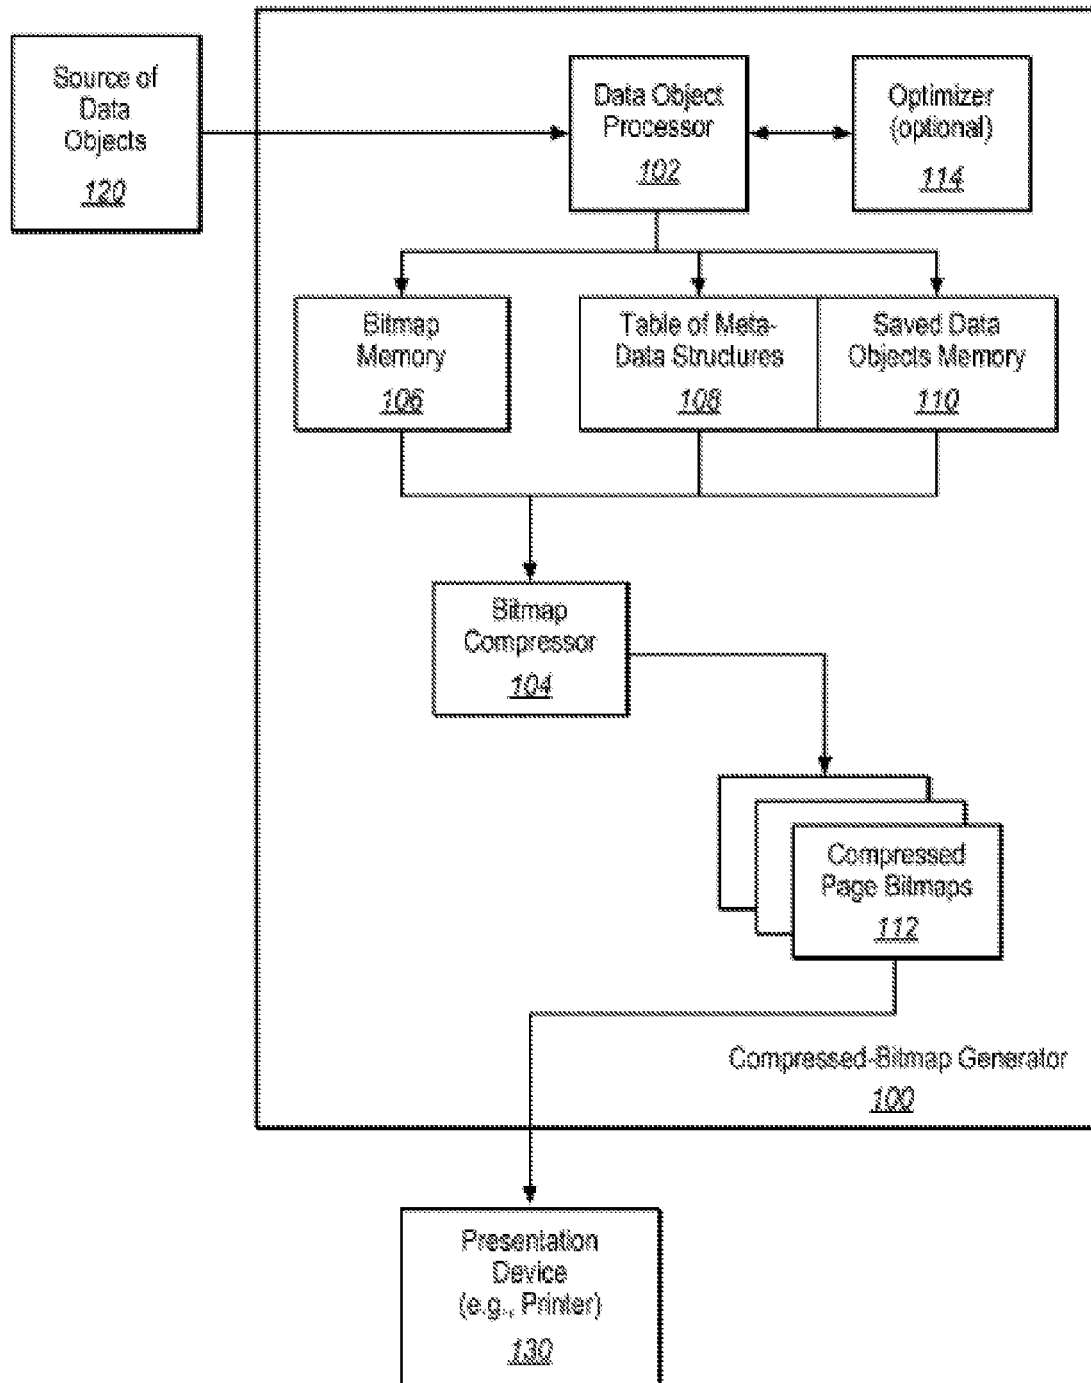 Source of
Data
Objects
120
Data Object
Processor
102
Optimizer
(optional)
114
Bitmap
Memory
106
Table of Meta-
Data Structures
108
Saved Data
Objects Memory
110
Bitmap
Compressor
104
Compressed
Page Bitmaps
112
Compressed-Bitmap Generator
100
Presentation
Device
(e.g., Printer)
130